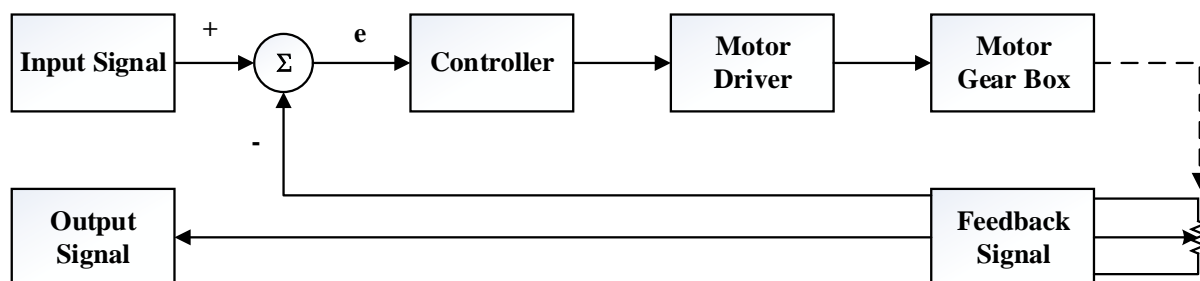 +
e
Input Signal
Σ
Controller
Motor
Driver
Motor
Gear Box
-
Output
Signal
Feedback
Signal